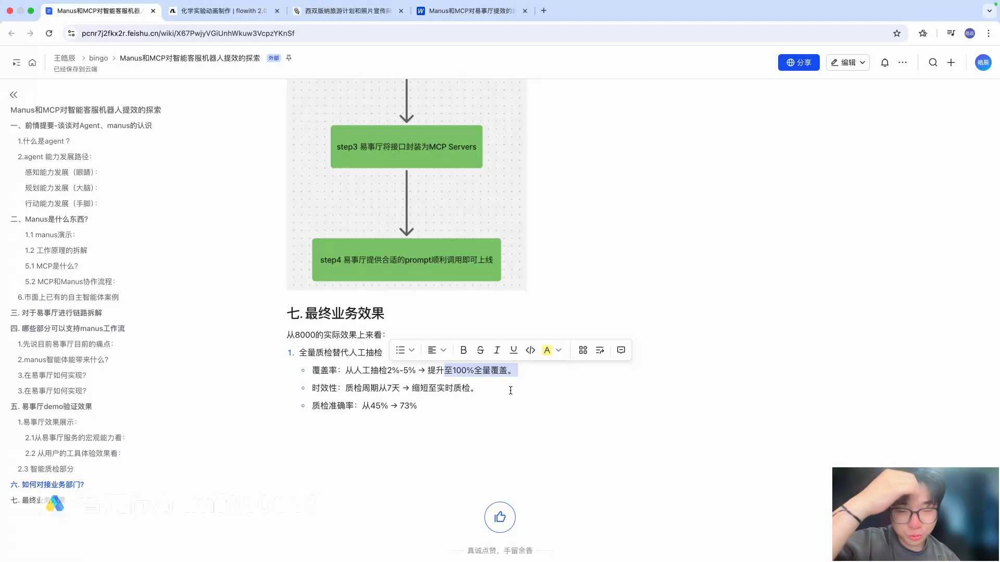 Manus和MCP对智能客服机器人
化学实验动画制作 | flowith 2.0
西双版纳旅游计划和照片宣传网
Manus和MCP对易事厅提效的
pcnr7j2fkx2r.feishu.cn/wiki/X67PwjyVGiUnhWkuw3VcpzYKnSf
皓辰
王皓辰 > bingo > Manus和MCP对智能客服机器人提效的探索 外部
已经保存到云端
分享
编辑
皓辰
Manus和MCP对智能客服机器人提效的探索
一、前情提要-谈谈对Agent、manus的认识
1.什么是agent？
2.agent 能力发展路径：
感知能力发展（眼睛）：
规划能力发展（大脑）：
行动能力发展（手脚）：
二、Manus是什么东西?
1.1 manus演示：
1.2 工作原理的拆解
5.1 MCP是什么?
5.2 MCP和Manus协作流程：
6.市面上已有的自主智能体案例
三. 对于易事厅进行链路拆解
四. 哪些部分可以支持manus工作流
1.先说目前易事厅目前的痛点：
2.manus智能体能带来什么?
3.在易事厅如何实现?
3.在易事厅如何实现?
五. 易事厅demo验证效果
1.易事厅效果展示：
2.1从易事厅服务的宏观能力看：
2.2 从用户的工具体验效果看：
2.3 智能质检部分
六. 如何对接业务部门?
七. 最终业务效果
step3 易事厅将接口封装为MCP Servers
step4 易事厅提供合适的prompt顺利调用即可上线
七. 最终业务效果
从8000的实际效果上来看：
1. 全量质检替代人工抽检
覆盖率：从人工抽检2%-5% → 提升至100%全量覆盖。
时效性：质检周期从7天 → 缩短至实时质检。
质检准确率：从45% → 73%
真诚点赞，手留余香